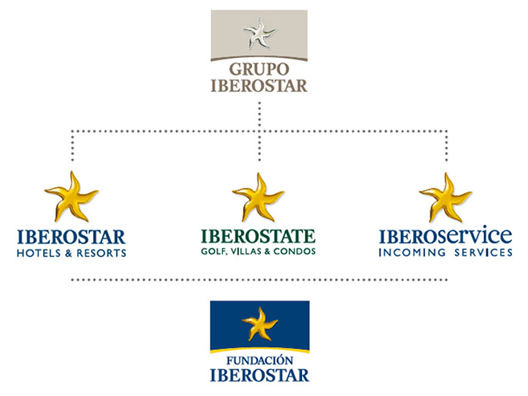 GRUPO
IBEROSTAR
IBEROSTAR
HOTELS & RESORTS
IBEROSTATE
GOLF, VILLAS & CONDOS
IBEROservice
INCOMING SERVICES
FUNDACIÓN
IBEROSTAR